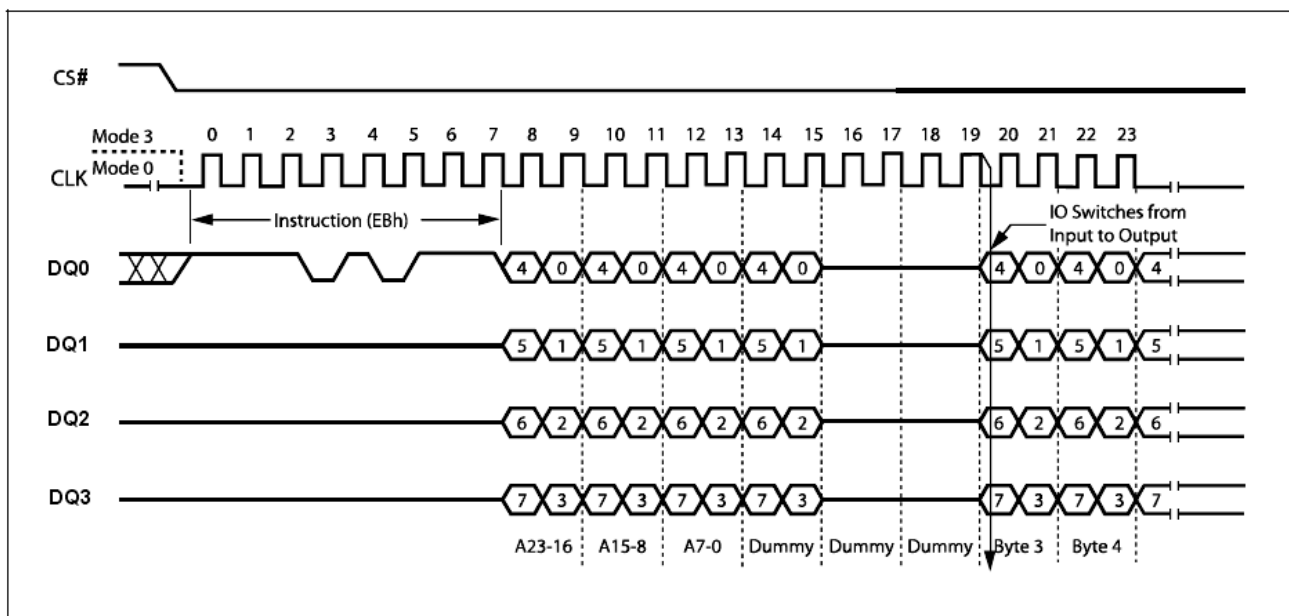 CS#
Mode 3
0 1 2 3 4 5 6 7 8 9 10 11 12 13 14 15 16 17 18 19 20 21 22 23
Mode 0
CLK
Instruction (EBh)
IO Switches from
Input to Output
DQ0 4 0 4 0 4 0 4 0 4 0 4 0 4
DQ1 5 1 5 1 5 1 5 1 5 1 5 1 5
DQ2 6 2 6 2 6 2 6 2 6 2 6 2 6
DQ3 7 3 7 3 7 3 7 3 7 3 7 3 7
A23-16 A15-8 A7-0 Dummy Dummy Dummy Byte 3 Byte 4